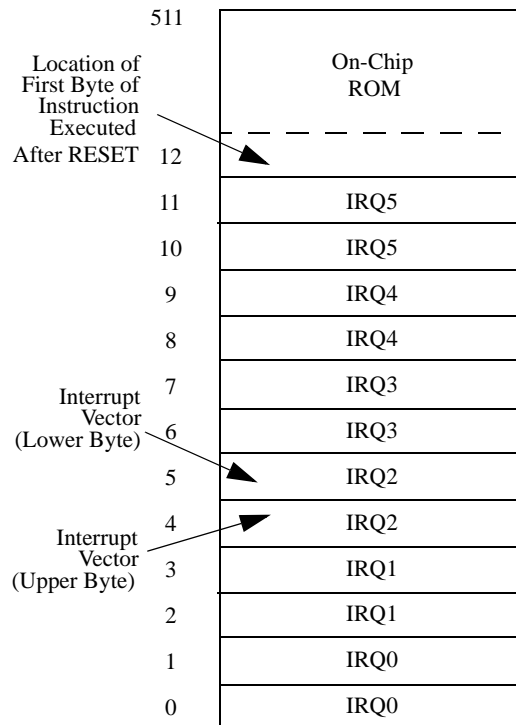 511
Location of
First Byte of
Instruction
Executed
After RESET 12
On-Chip
ROM
11 IRQ5
10 IRQ5
9 IRQ4
8 IRQ4
7 IRQ3
Interrupt
Vector
(Lower Byte)
6 IRQ3
5 IRQ2
4 IRQ2
Interrupt
Vector
(Upper Byte)
3 IRQ1
2 IRQ1
1 IRQ0
0 IRQ0